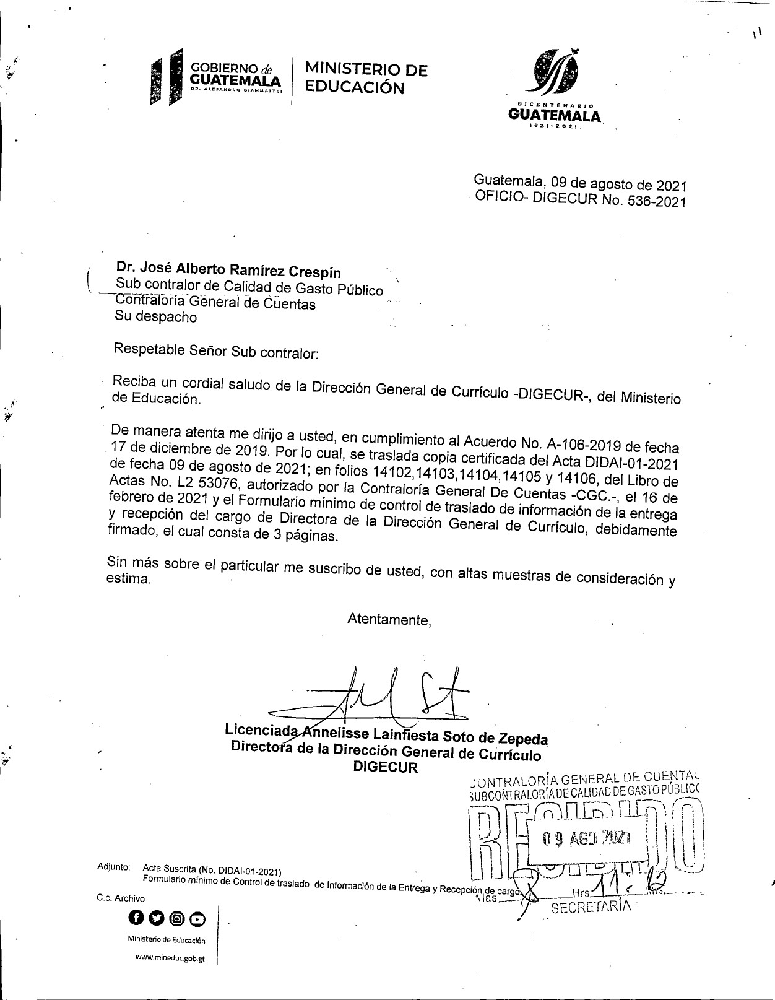 GOBIERNO de
GUATEMALA
DR. ALEJANDRO GIAMMATTEI
MINISTERIO DE
EDUCACIÓN
BICENTENARIO
GUATEMALA
1821-2021
Guatemala, 09 de agosto de 2021
OFICIO- DIGECUR No. 536-2021
Dr. José Alberto Ramírez Crespín
Sub contralor de Calidad de Gasto Público
Contraloría General de Cuentas
Su despacho
Respetable Señor Sub contralor:
Reciba un cordial saludo de la Dirección General de Currículo -DIGECUR-, del Ministerio
de Educación.
De manera atenta me dirijo a usted, en cumplimiento al Acuerdo No. A-106-2019 de fecha
17 de diciembre de 2019. Por lo cual, se traslada copia certificada del Acta DIDAI-01-2021
de fecha 09 de agosto de 2021; en folios 14102,14103,14104,14105 y 14106, del Libro de
Actas No. L2 53076, autorizado por la Contraloría General De Cuentas -CGC.-, el 16 de
febrero de 2021 y el Formulario mínimo de control de traslado de información de la entrega
y recepción del cargo de Directora de la Dirección General de Currículo, debidamente
firmado, el cual consta de 3 páginas.
Sin más sobre el particular me suscribo de usted, con altas muestras de consideración y
estima.
Atentamente,
Licenciada Annelisse Lainfiesta Soto de Zepeda
Directora de la Dirección General de Currículo
DIGECUR
CONTRALORÍA GENERAL DE CUENTAS
SUBCONTRALORÍA DE CALIDAD DE GASTO PÚBLICO
RECIBIDO
09 AGO 2021
Adjunto: Acta Suscrita (No. DIDAI-01-2021)
Formulario mínimo de Control de traslado de Información de la Entrega y Recepción de cargo
A las Hrs. 11:
SECRETARÍA
C.c. Archivo
Ministerio de Educación
www.mineduc.gob.gt